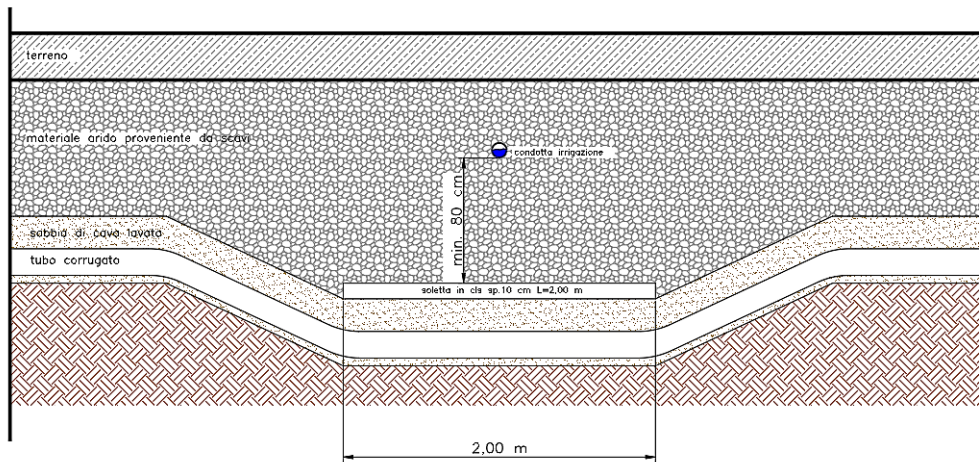 terreno
materiale arido proveniente da scavi
condotta irrigazione
min. 80 cm
sabbia di cava lavata
tubo corrugato
soletta in cls sp.10 cm L=2,00 m
2,00 m